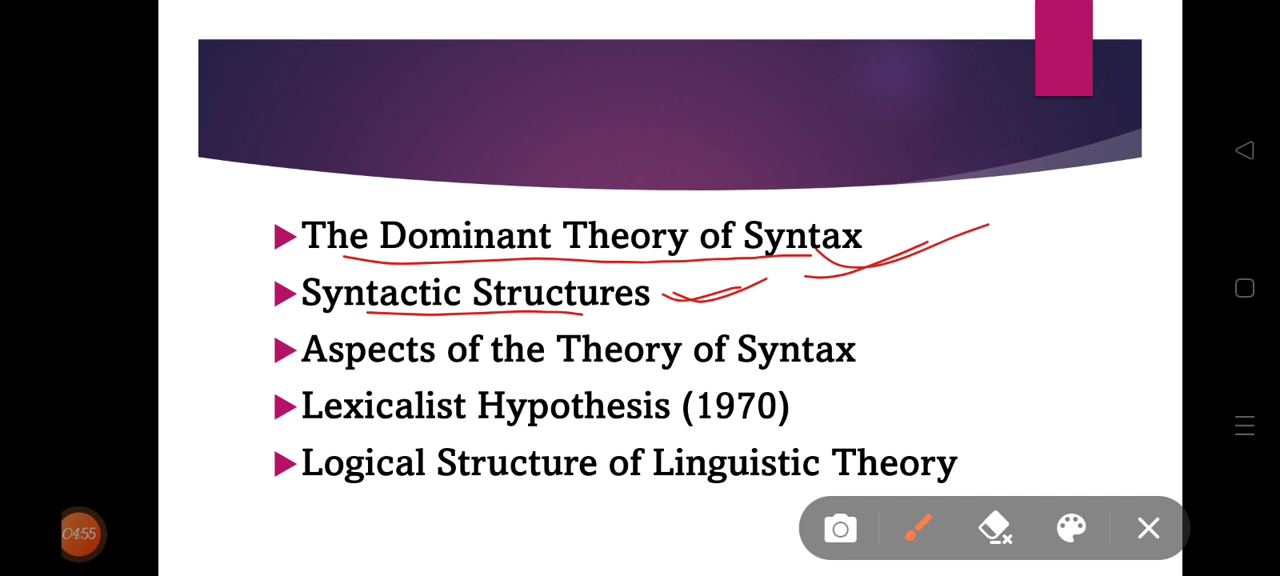 The Dominant Theory of Syntax
Syntactic Structures
Aspects of the Theory of Syntax
Lexicalist Hypothesis (1970)
Logical Structure of Linguistic Theory
04:55